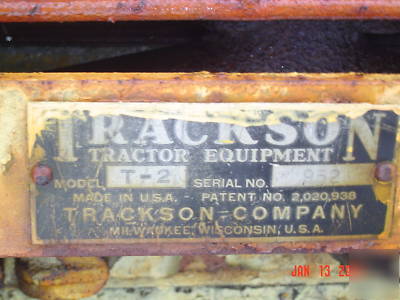 TRACKSON
TRACTOR EQUIPMENT
MODEL T-2 SERIAL NO. 952
MADE IN U.S.A. - PATENT NO. 2,020,938
TRACKSON-COMPANY
MILWAUKEE, WISCONSIN, U.S.A.
JAN 13